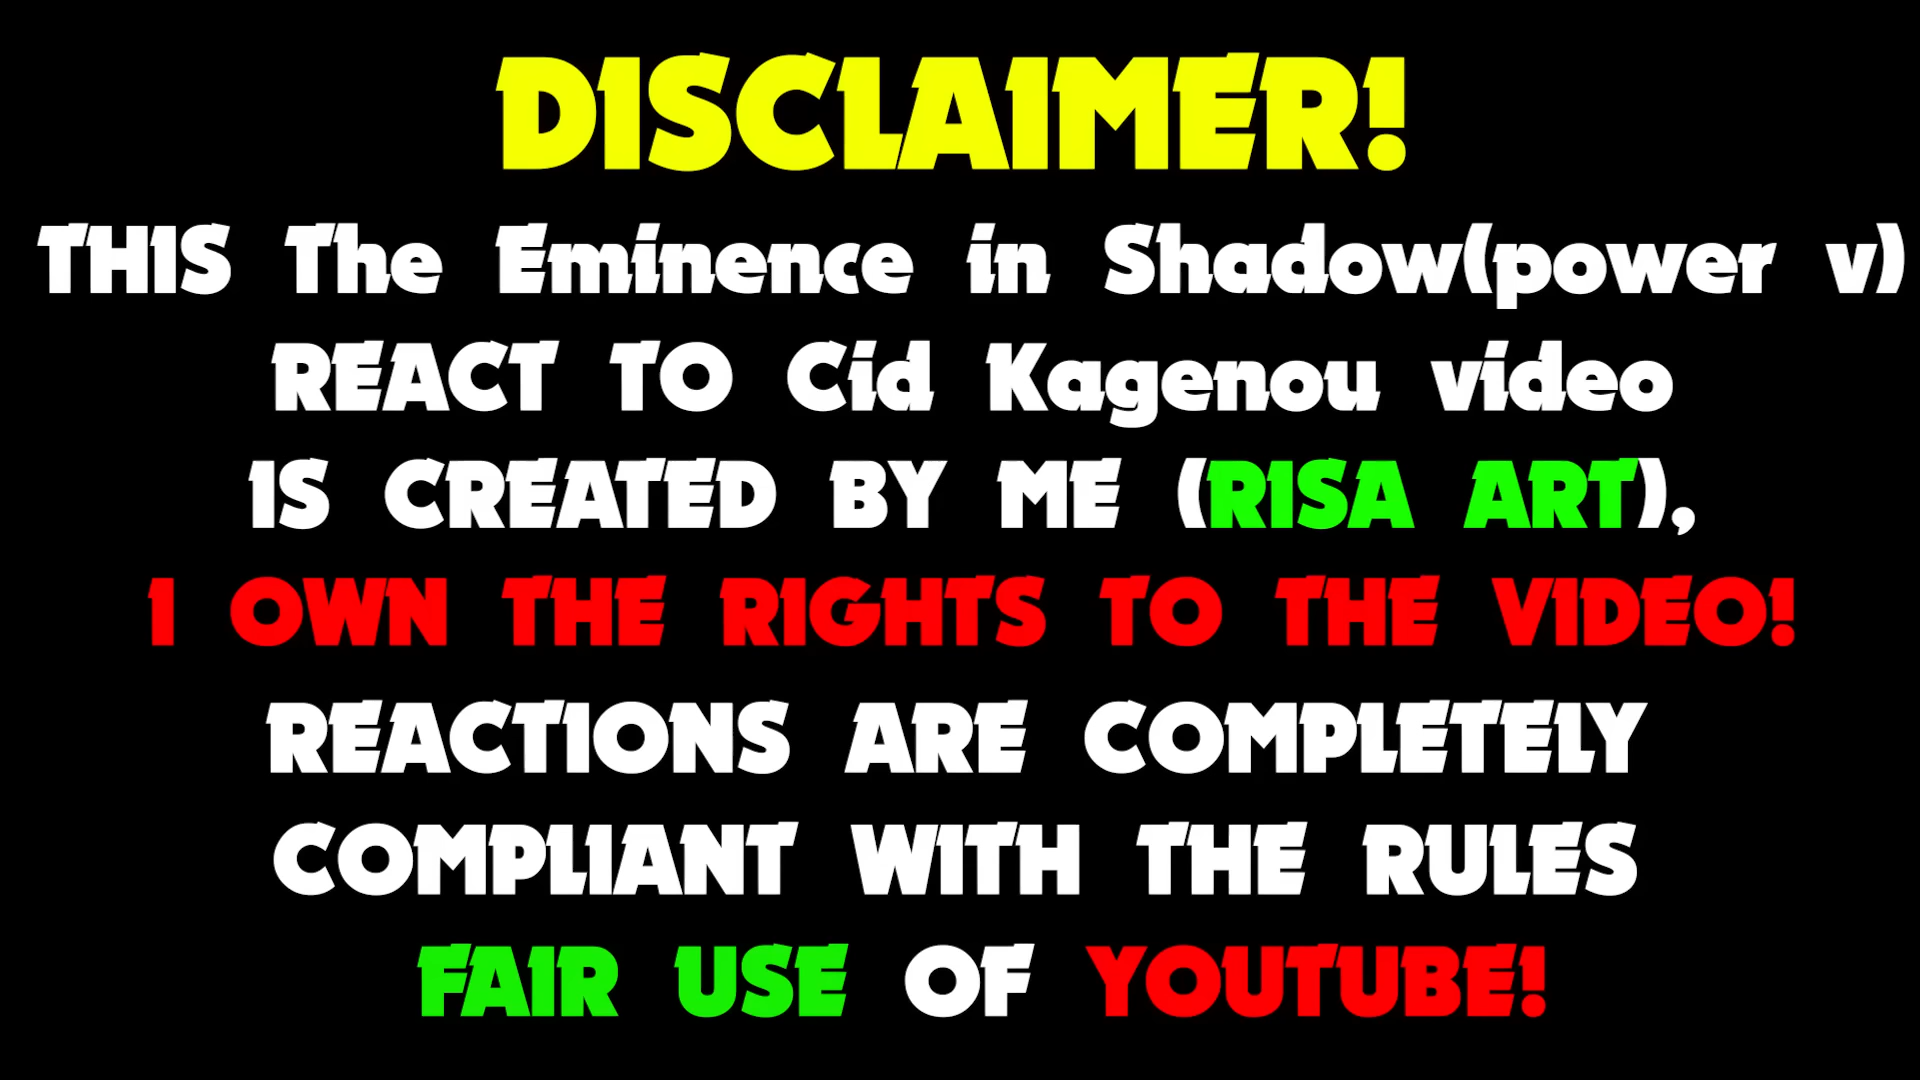 DISCLAIMER!
THIS The Eminence in Shadow(power v)
REACT TO Cid Kagenou video
IS CREATED BY ME (RISA ART),
I OWN THE RIGHTS TO THE VIDEO!
REACTIONS ARE COMPLETELY
COMPLIANT WITH THE RULES
FAIR USE OF YOUTUBE!